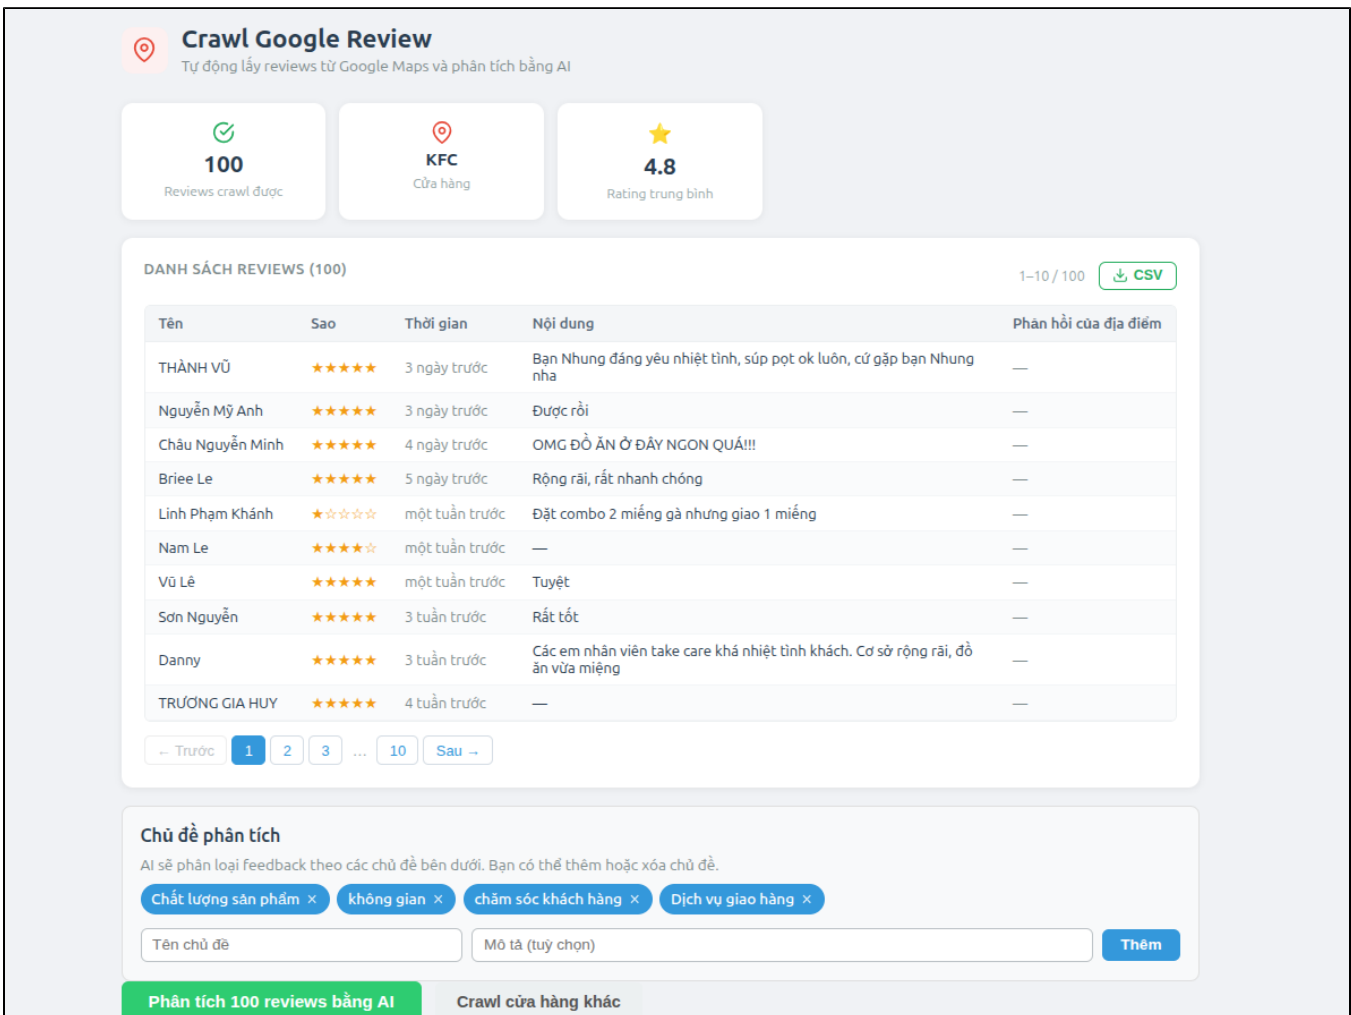 Crawl Google Review
Tự động lấy reviews từ Google Maps và phân tích bằng AI
100
Reviews crawl được
KFC
Cửa hàng
4.8
Rating trung bình
DANH SÁCH REVIEWS (100)
1–10 / 100
CSV
Tên Sao Thời gian Nội dung Phản hồi của địa điểm
THÀNH VŨ ★★★★★ 3 ngày trước Bạn Nhung đáng yêu nhiệt tình, súp pọt ok luôn, cứ gặp bạn Nhung
nha —
Nguyễn Mỹ Anh ★★★★★ 3 ngày trước Được rồi —
Châu Nguyễn Minh ★★★★★ 4 ngày trước OMG ĐỒ ĂN Ở ĐÂY NGON QUÁ!!! —
Briee Le ★★★★★ 5 ngày trước Rộng rãi, rất nhanh chóng —
Linh Phạm Khánh ★☆☆☆☆ một tuần trước Đặt combo 2 miếng gà nhưng giao 1 miếng —
Nam Le ★★★★☆ một tuần trước — —
Vũ Lê ★★★★★ một tuần trước Tuyệt —
Sơn Nguyễn ★★★★★ 3 tuần trước Rất tốt —
Danny ★★★★★ 3 tuần trước Các em nhân viên take care khá nhiệt tình khách. Cơ sở rộng rãi, đồ
ăn vừa miệng —
TRƯƠNG GIA HUY ★★★★★ 4 tuần trước — —
← Trước 1 2 3 ... 10 Sau →
Chủ đề phân tích
AI sẽ phân loại feedback theo các chủ đề bên dưới. Bạn có thể thêm hoặc xóa chủ đề.
Chất lượng sản phẩm × không gian × chăm sóc khách hàng × Dịch vụ giao hàng ×
Tên chủ đề Mô tả (tuỳ chọn) Thêm
Phân tích 100 reviews bằng AI Crawl cửa hàng khác